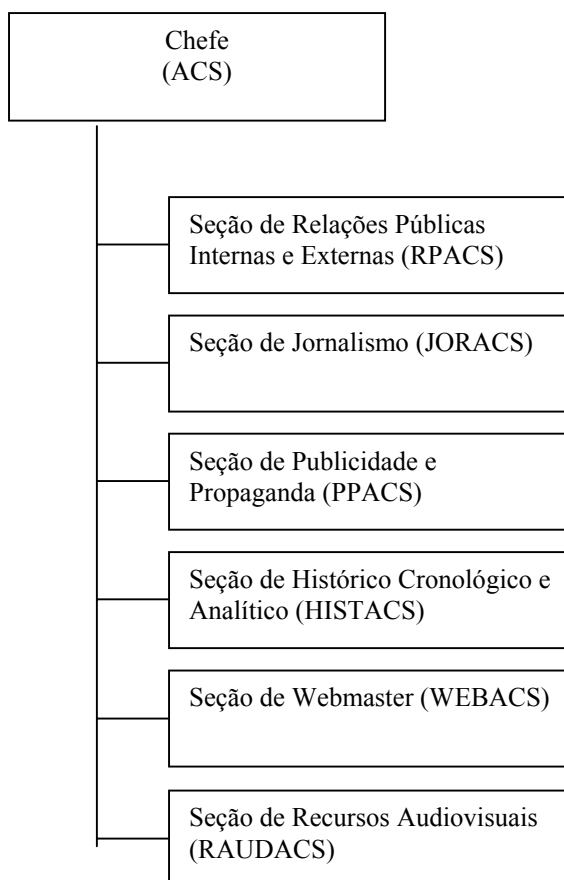 Chefe
(ACS)
Seção de Relações Públicas
Internas e Externas (RPACS)
Seção de Jornalismo (JORACS)
Seção de Publicidade e
Propaganda (PPACS)
Seção de Histórico Cronológico e
Analítico (HISTACS)
Seção de Webmaster (WEBACS)
Seção de Recursos Audiovisuais
(RAUDACS)